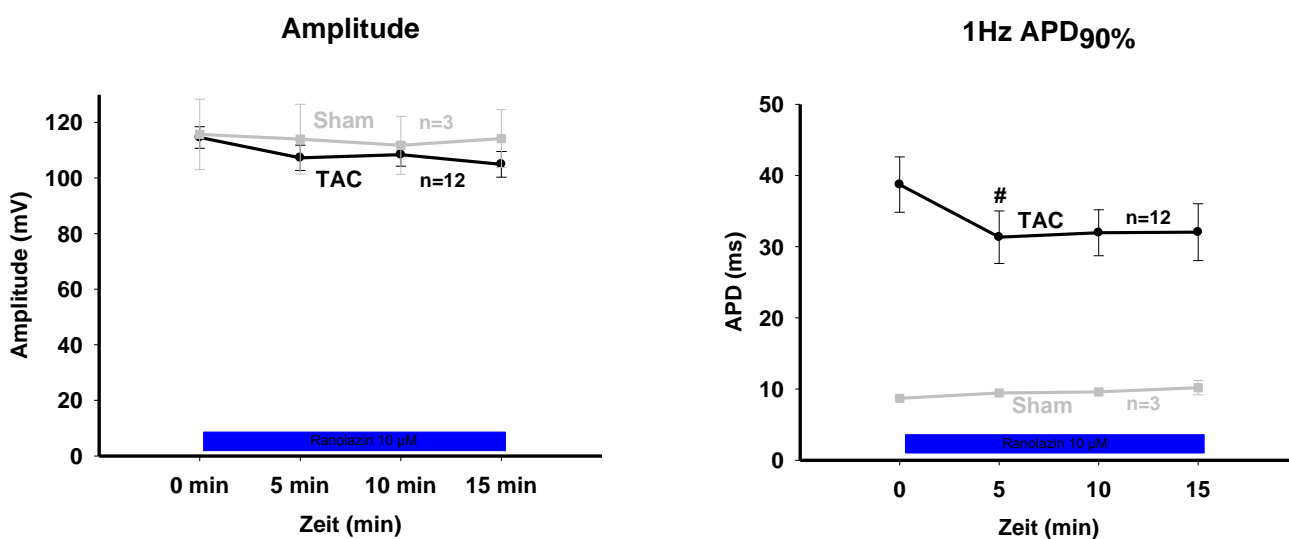 Amplitude
120
100
80
60
40
20
0
Amplitude (mV)
Sham n=3
TAC n=12
Ranolazin 10 µM
0 min 5 min 10 min 15 min
Zeit (min)
1Hz APD90%
50
40
30
20
10
0
APD (ms)
#
TAC n=12
Sham n=3
Ranolazin 10 µM
0 5 10 15
Zeit (min)